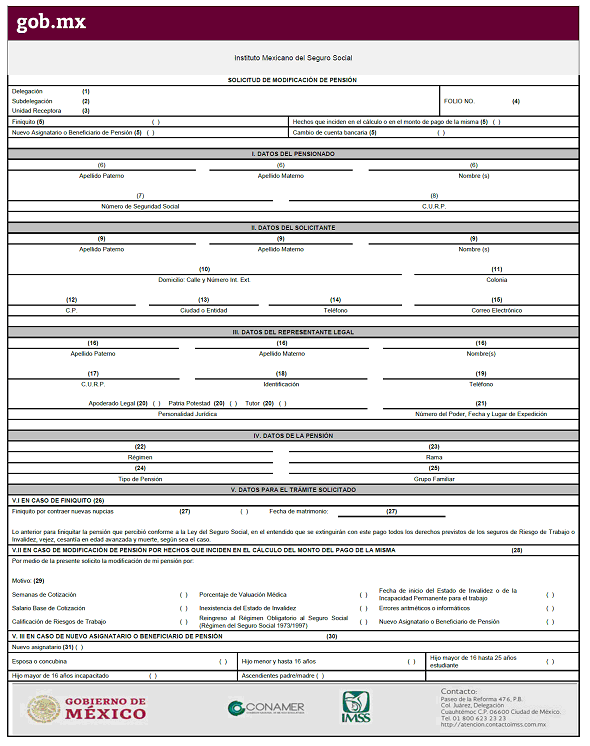 gob.mx
Instituto Mexicano del Seguro Social
SOLICITUD DE MODIFICACIÓN DE PENSIÓN
Delegación (1)
Subdelegación (2)
Unidad Receptora (3)
FOLIO NO. (4)
Finiquito (5) ( ) Hechos que inciden en el cálculo o en el monto de pago de la misma (5) ( )
Nuevo Asignatario o Beneficiario de Pensión (5) ( ) Cambio de cuenta bancaria (5) ( )
I. DATOS DEL PENSIONADO
(6) (6) (6)
Apellido Paterno Apellido Materno Nombre (s)
(7) (8)
Número de Seguridad Social C.U.R.P.
II. DATOS DEL SOLICITANTE
(9) (9) (9)
Apellido Paterno Apellido Materno Nombre (s)
(10) (11)
Domicilio: Calle y Número Int. Ext. Colonia
(12) (13) (14) (15)
C.P. Ciudad o Entidad Teléfono Correo Electrónico
III. DATOS DEL REPRESENTANTE LEGAL
(16) (16) (16)
Apellido Paterno Apellido Materno Nombre(s)
(17) (18) (19)
C.U.R.P. Identificación Teléfono
Apoderado Legal (20) ( ) Patria Potestad (20) ( ) Tutor (20) ( ) (21)
Personalidad Jurídica Número del Poder, Fecha y Lugar de Expedición
IV. DATOS DE LA PENSIÓN
(22) (23)
Régimen Rama
(24) (25)
Tipo de Pensión Grupo Familiar
V. DATOS PARA EL TRÁMITE SOLICITADO
V.I EN CASO DE FINIQUITO (26)
Finiquito por contraer nuevas nupcias. (27) ( ) Fecha de matrimonio: (27)
Lo anterior para finiquitar la pensión que percibió conforme a la Ley del Seguro Social, en el entendido que se extinguirán con este pago todos los derechos previstos de los seguros de Riesgo de Trabajo o
Invalidez, vejez, cesantía en edad avanzada y muerte, según sea el caso.
V.II EN CASO DE MODIFICACIÓN DE PENSIÓN POR HECHOS QUE INCIDEN EN EL CÁLCULO DEL MONTO DEL PAGO DE LA MISMA (28)
Por medio de la presente solicito la modificación de mi pensión por:
Motivo: (29)
Semanas de Cotización ( ) Porcentaje de Valuación Médica ( ) Fecha de inicio del Estado de Invalidez o de la Incapacidad Permanente para el trabajo ( )
Salario Base de Cotización ( ) Inexistencia del Estado de Invalidez ( ) Errores aritméticos o informáticos ( )
Calificación de Riesgos de Trabajo ( ) Reingreso al Régimen Obligatorio al Seguro Social (Régimen del Seguro Social 1973/1997) ( ) Nuevo Asignatario o Beneficiario de Pensión ( )
V. III EN CASO DE NUEVO ASIGNATARIO O BENEFICIARIO DE PENSIÓN (30)
Nuevo asignatario (31) ( )
Esposa o concubina ( ) Hijo menor y hasta 16 años ( ) Hijo mayor de 16 hasta 25 años estudiante ( )
Hijo mayor de 16 años incapacitado ( ) Ascendientes padre/madre ( )
GOBIERNO DE
MÉXICO
CONAMER
IMSS
Contacto:
Paseo de la Reforma 476, P.B.
Col. Juárez, Delegación
Cuauhtémoc C.P. 06600 Ciudad de México.
Tel. 01 800 623 23 23
http://atencion.contactoimss.com.mx